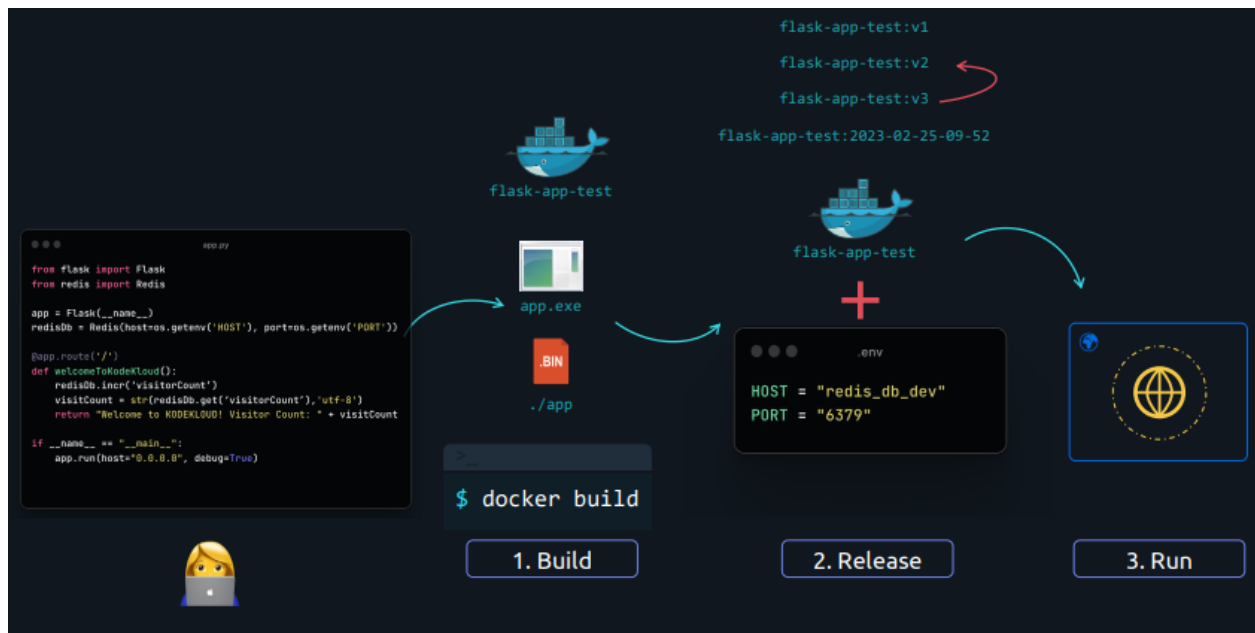 app.py
from flask import Flask
from redis import Redis
app = Flask(__name__)
redisDb = Redis(host=os.getenv('HOST'), port=os.getenv('PORT'))
@app.route('/')
def welcomeToKodeKloud():
    redisDb.incr('visitorCount')
    visitCount = str(redisDb.get('visitorCount'),'utf-8')
    return "Welcome to KODEKLOUD! Visitor Count: " + visitCount
if __name__ == "__main__":
    app.run(host="0.0.0.0", debug=True)
flask-app-test
app.exe
.BIN
./app
>_
$ docker build
1. Build
flask-app-test:v1
flask-app-test:v2
flask-app-test:v3
flask-app-test:2023-02-25-09-52
flask-app-test
.env
HOST = "redis_db_dev"
PORT = "6379"
2. Release
3. Run